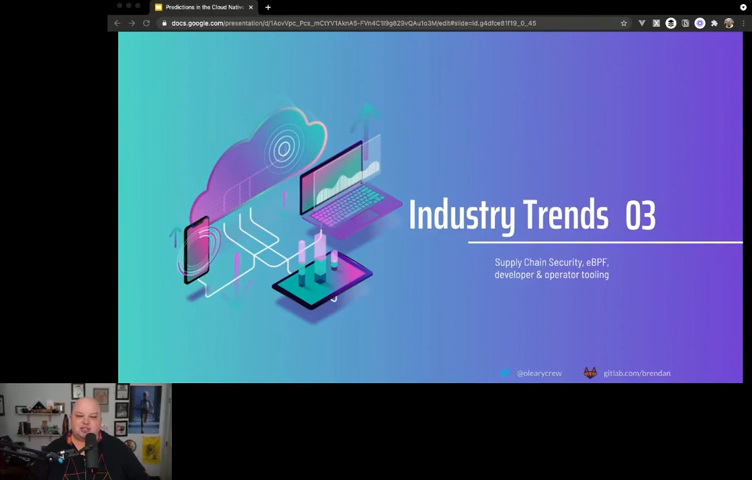 Predictions in the Cloud Nativ
docs.google.com/presentation/d/1AovVpc_Pcs_mCtYV1AknA5-FVn4C1li9g829vQAu1o3M/edit#slide=id.g4dfce81f19_0_45
Industry Trends 03
Supply Chain Security, eBPF,
developer & operator tooling
@olearycrew
gitlab.com/brendan